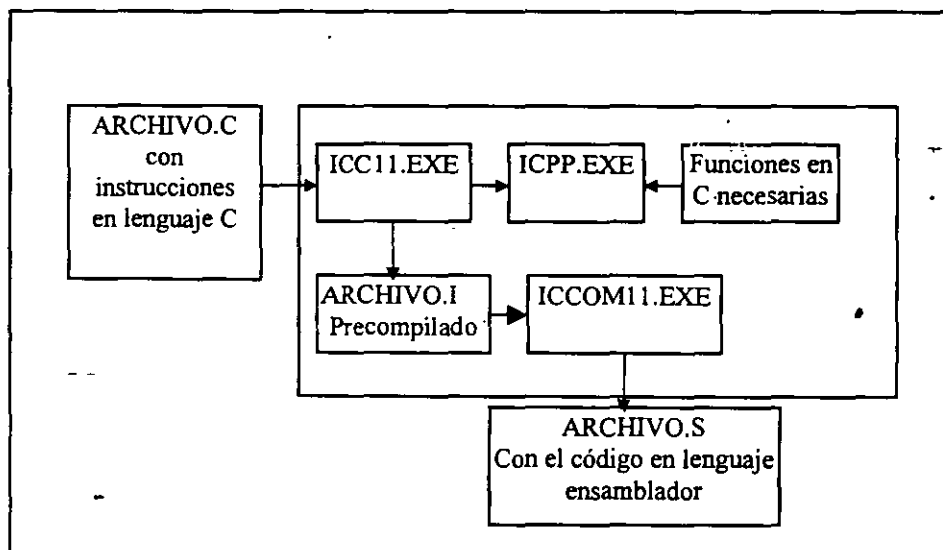 ARCHIVO.C
con
instrucciones
en lenguaje C
ICC11.EXE
ICPP.EXE
Funciones en
C necesarias
ARCHIVO.I
Precompilado
ICCOM11.EXE
ARCHIVO.S
Con el código en lenguaje
ensamblador